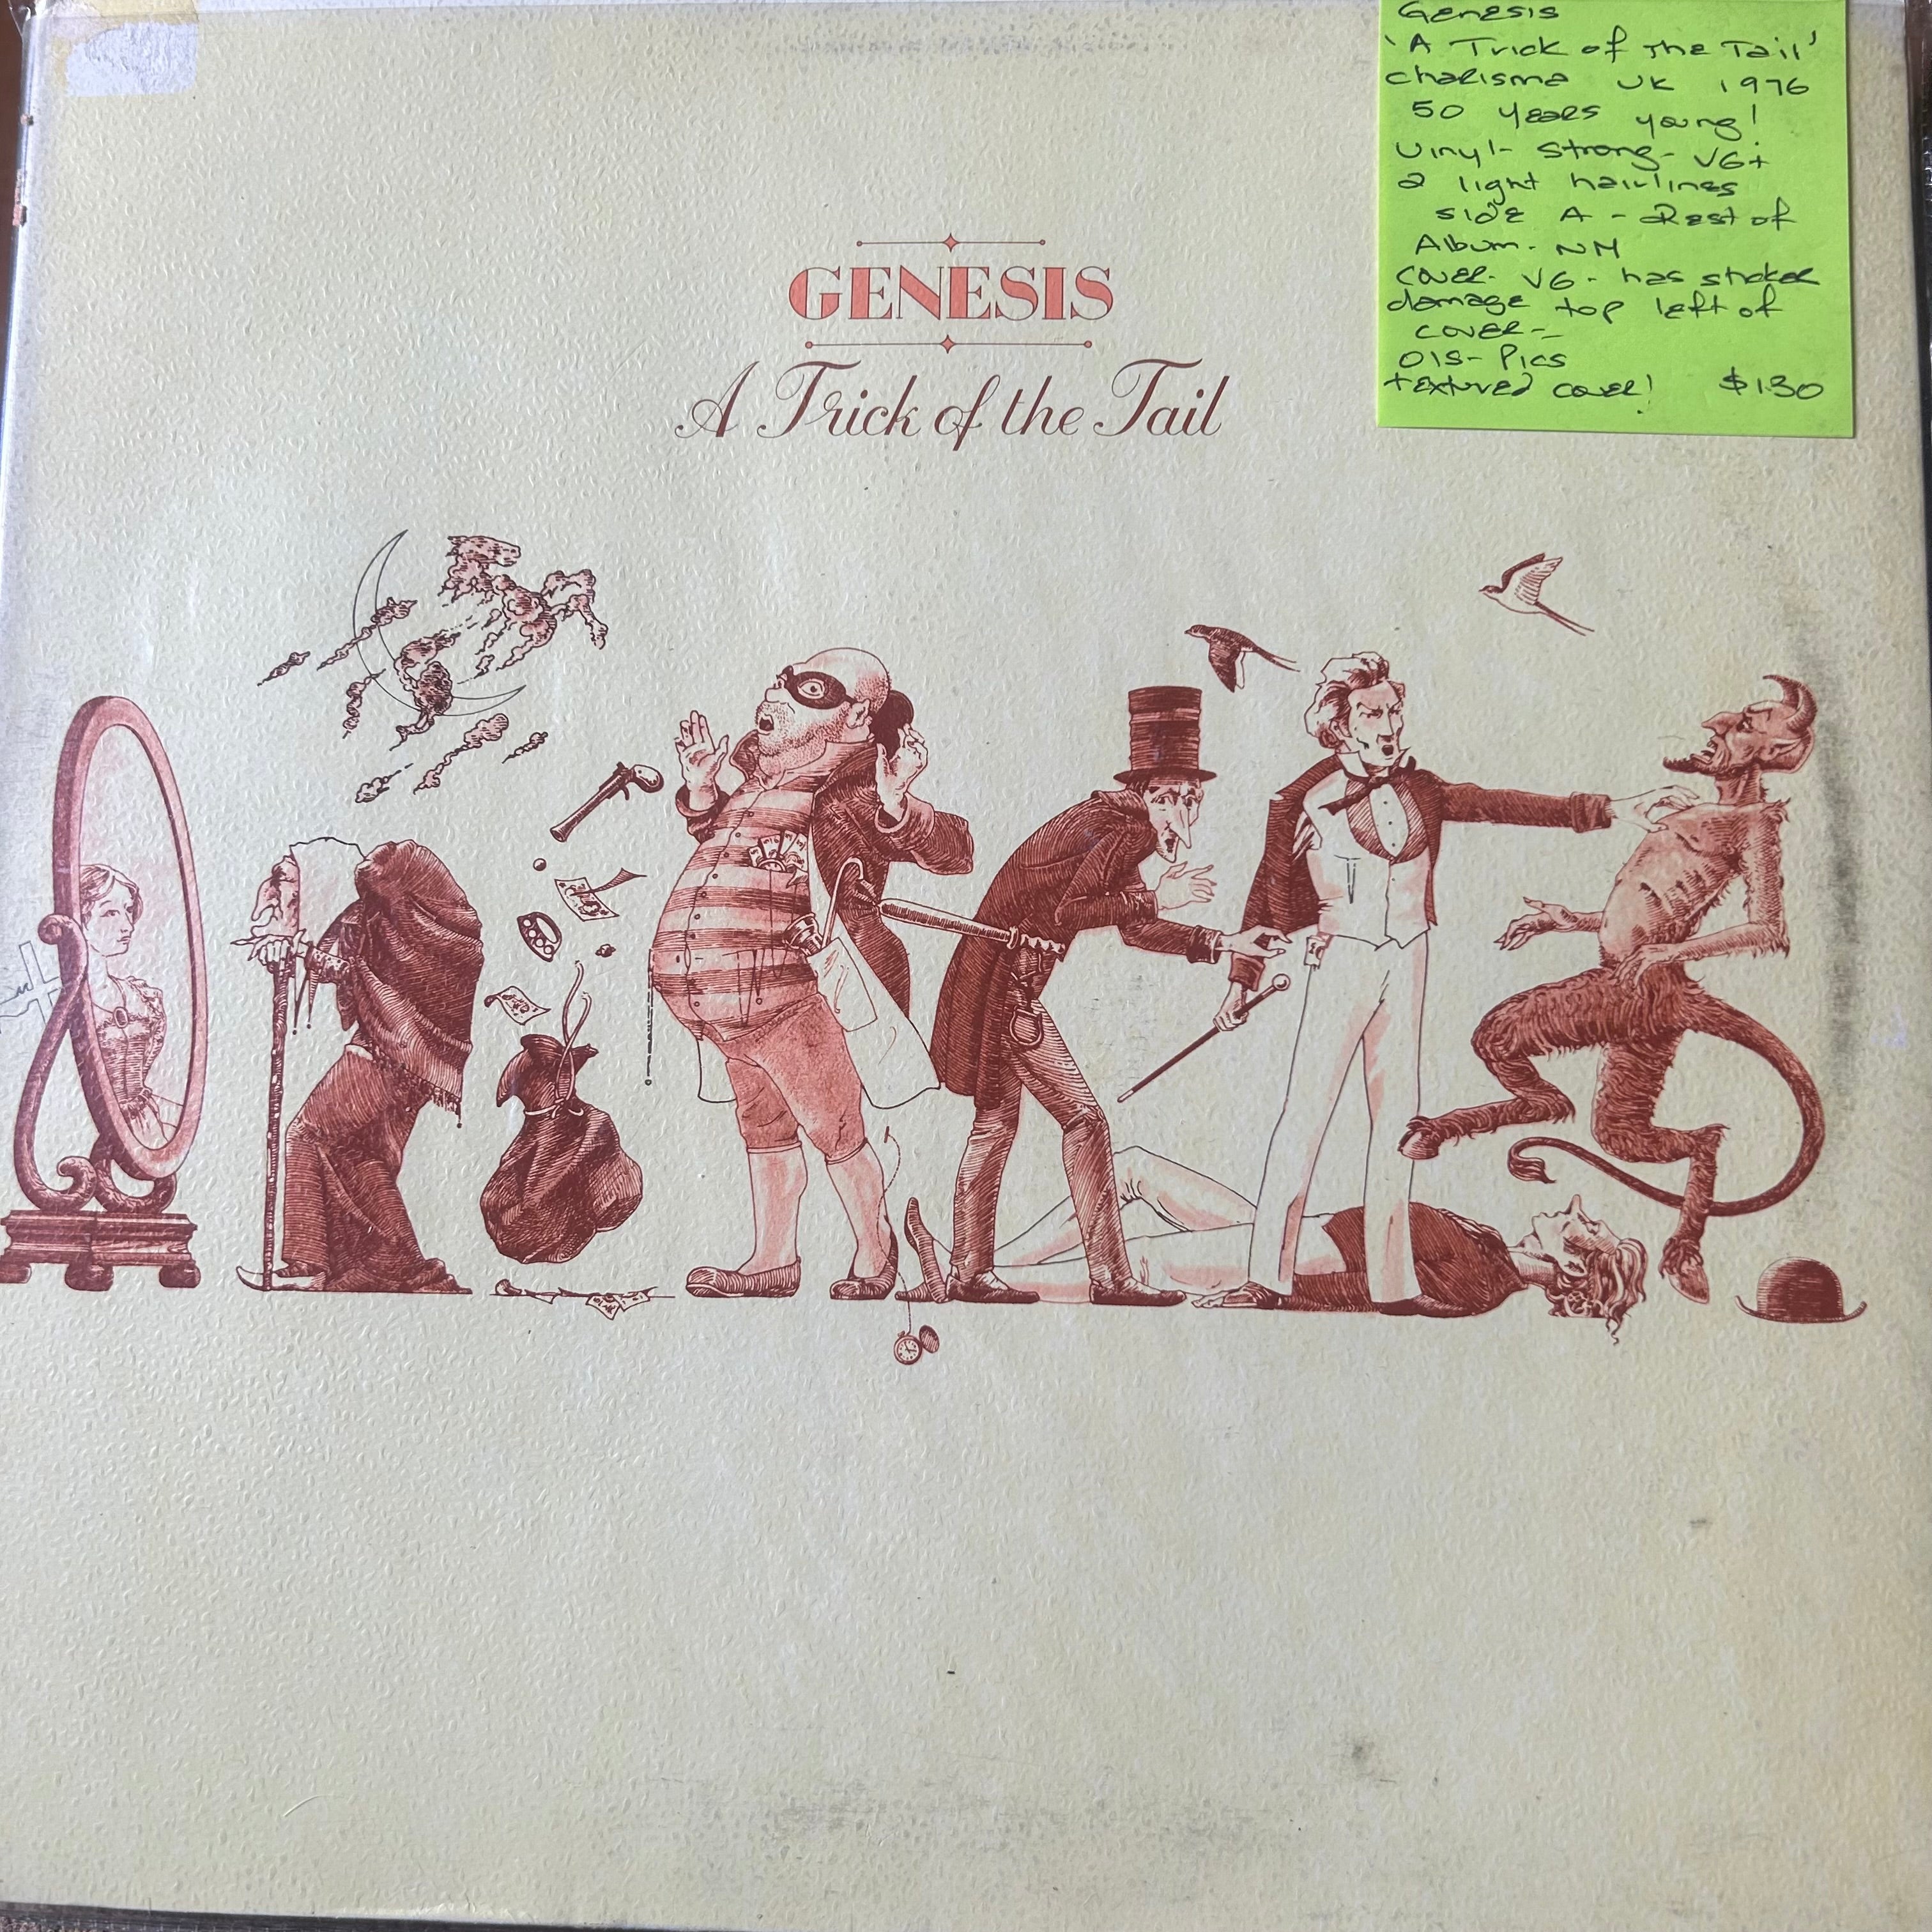 Genesis
'A Trick of The Tail'
Charisma UK 1976
50 years young!
Vinyl- Strong- VG+
2 light hairlines
side A - Rest of
Album- NM
cover- VG- has sticker
damage top left of
cover-
OIS- Pics
textured cover! $130
GENESIS
A Trick of the Tail